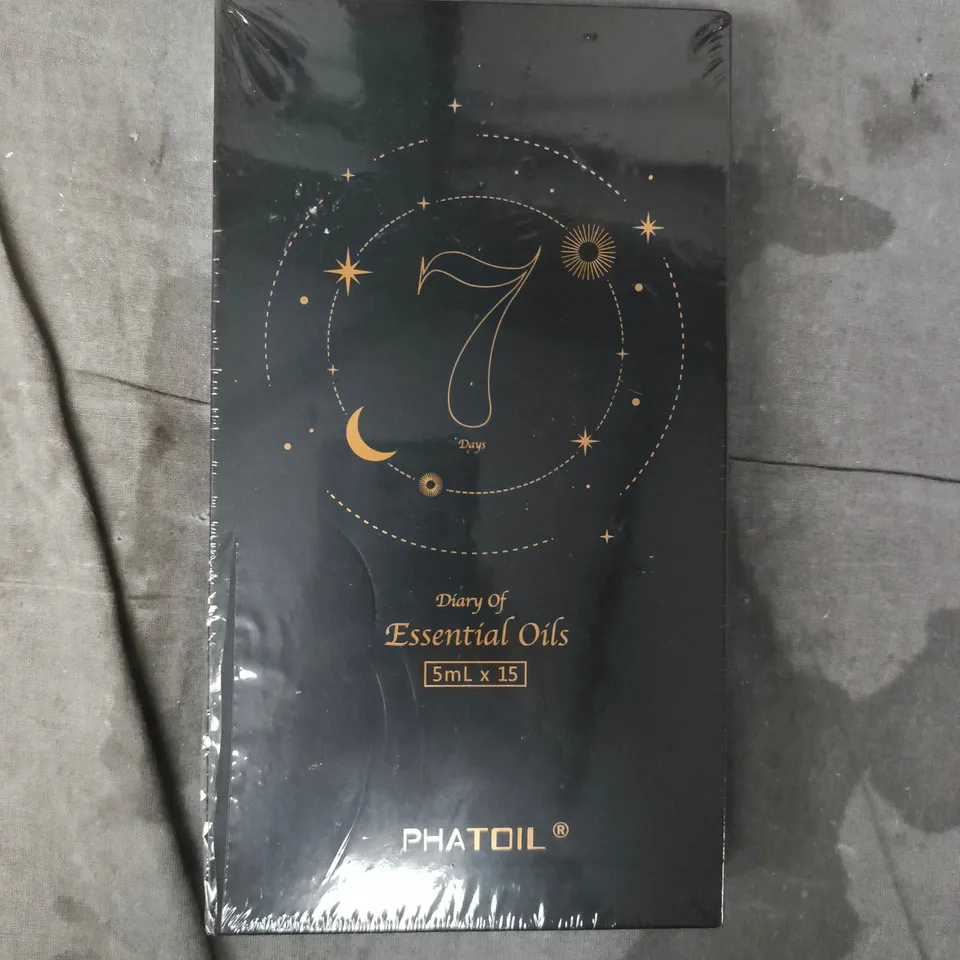 7
Days
Diary Of
Essential Oils
5mL x 15
PHATOIL®